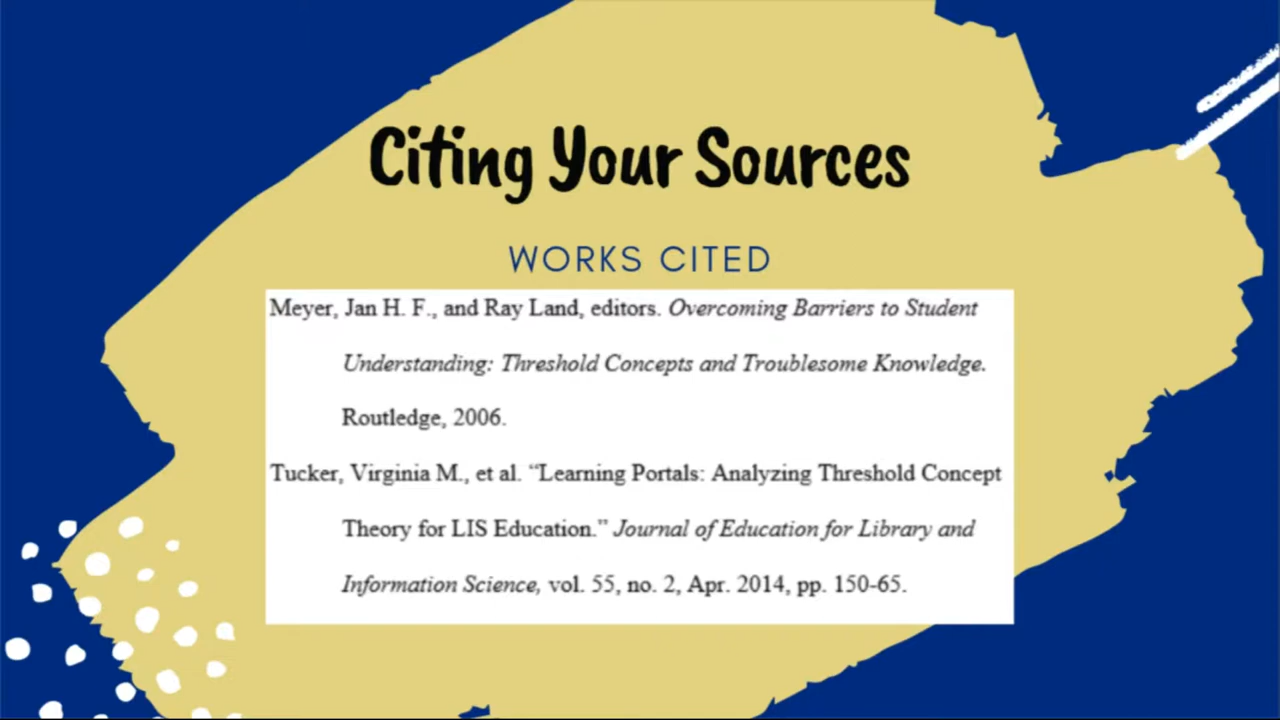 Citing Your Sources
WORKS CITED
Meyer, Jan H. F., and Ray Land, editors. Overcoming Barriers to Student
Understanding: Threshold Concepts and Troublesome Knowledge.
Routledge, 2006.
Tucker, Virginia M., et al. “Learning Portals: Analyzing Threshold Concept
Theory for LIS Education.” Journal of Education for Library and
Information Science, vol. 55, no. 2, Apr. 2014, pp. 150-65.